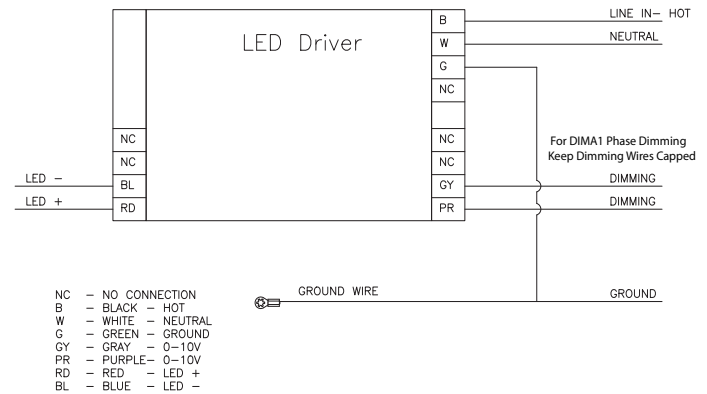 B
LINE IN- HOT
LED Driver
W
NEUTRAL
G
NC
NC
NC
For DIMA1 Phase Dimming
Keep Dimming Wires Capped
NC
NC
LED -
BL
GY
DIMMING
LED +
RD
PR
DIMMING
GROUND WIRE
GROUND
NC - NO CONNECTION
B - BLACK - HOT
W - WHITE - NEUTRAL
G - GREEN - GROUND
GY - GRAY - 0-10V
PR - PURPLE- 0-10V
RD - RED - LED +
BL - BLUE - LED -